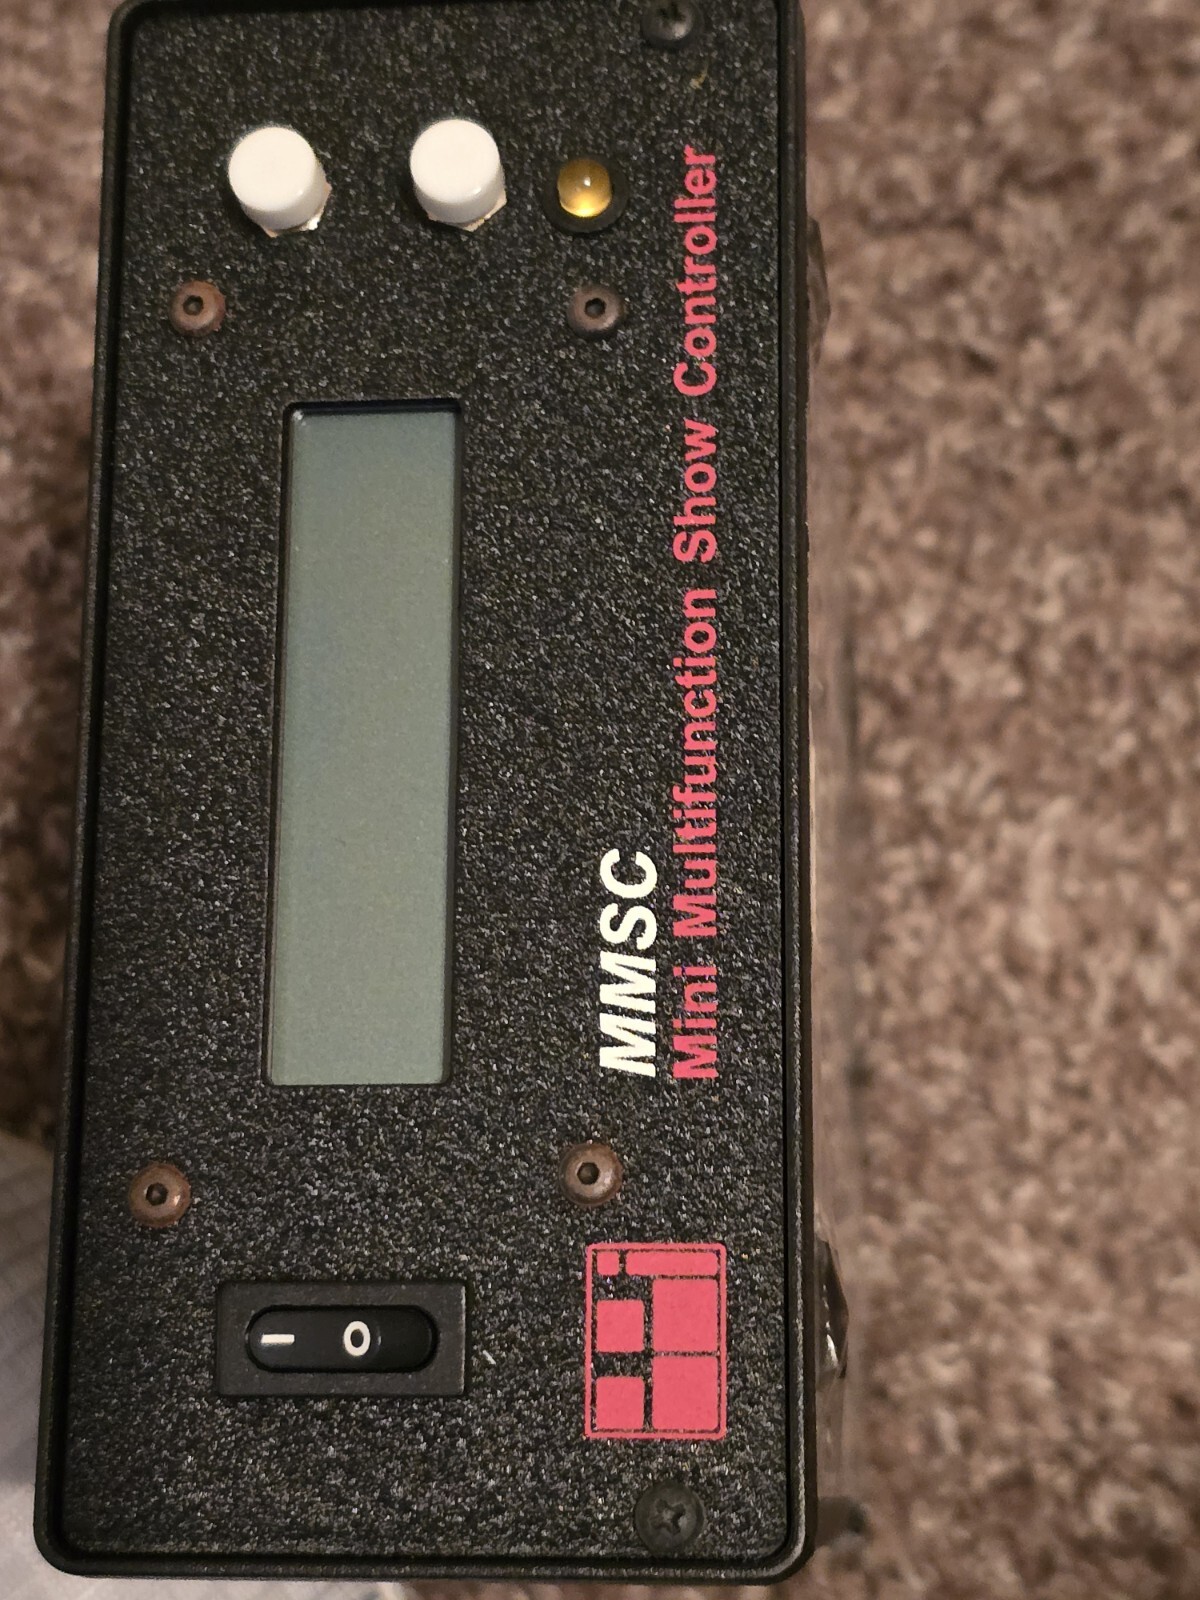 MMSC
Mini Multifunction Show Controller
I O